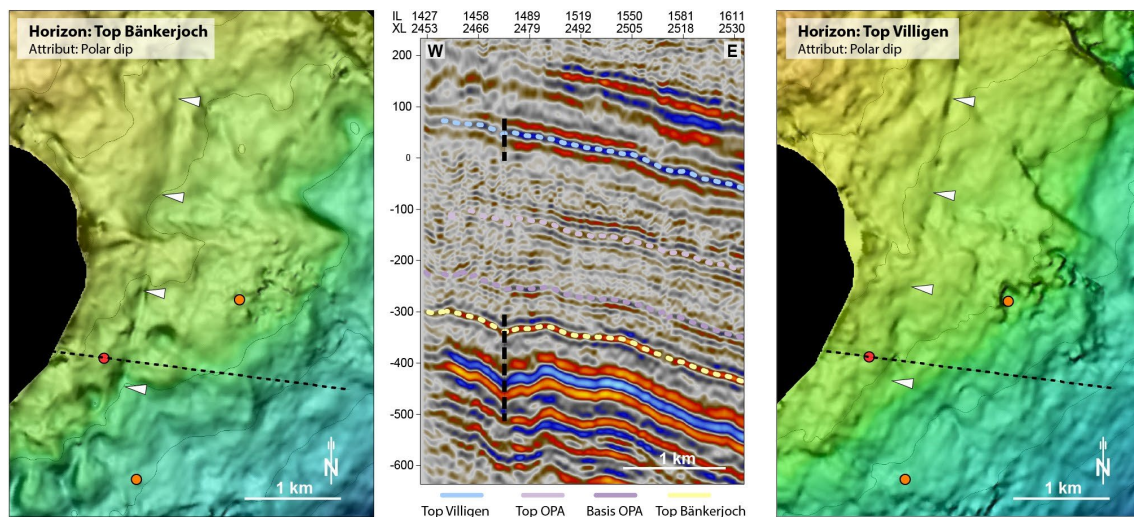 Horizon: Top Bänkerjoch
Attribut: Polar dip
N
1 km
IL 1427 1458 1489 1519 1550 1581 1611
XL 2453 2466 2479 2492 2505 2518 2530
W E
200
100
0
-100
-200
-300
-400
-500
-600
1 km
Top Villigen Top OPA Basis OPA Top Bänkerjoch
Horizon: Top Villigen
Attribut: Polar dip
N
1 km